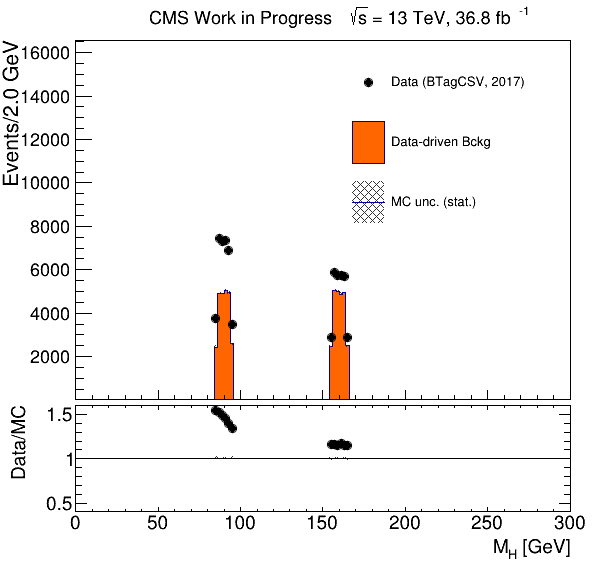 CMS Work in Progress √s = 13 TeV, 36.8 fb -1
Events/2.0 GeV
16000
14000
12000
10000
8000
6000
4000
2000
Data (BTagCSV, 2017)
Data-driven Bckg
MC unc. (stat.)
Data/MC
1.5
1
0.5
0 50 100 150 200 250 300
M_H [GeV]